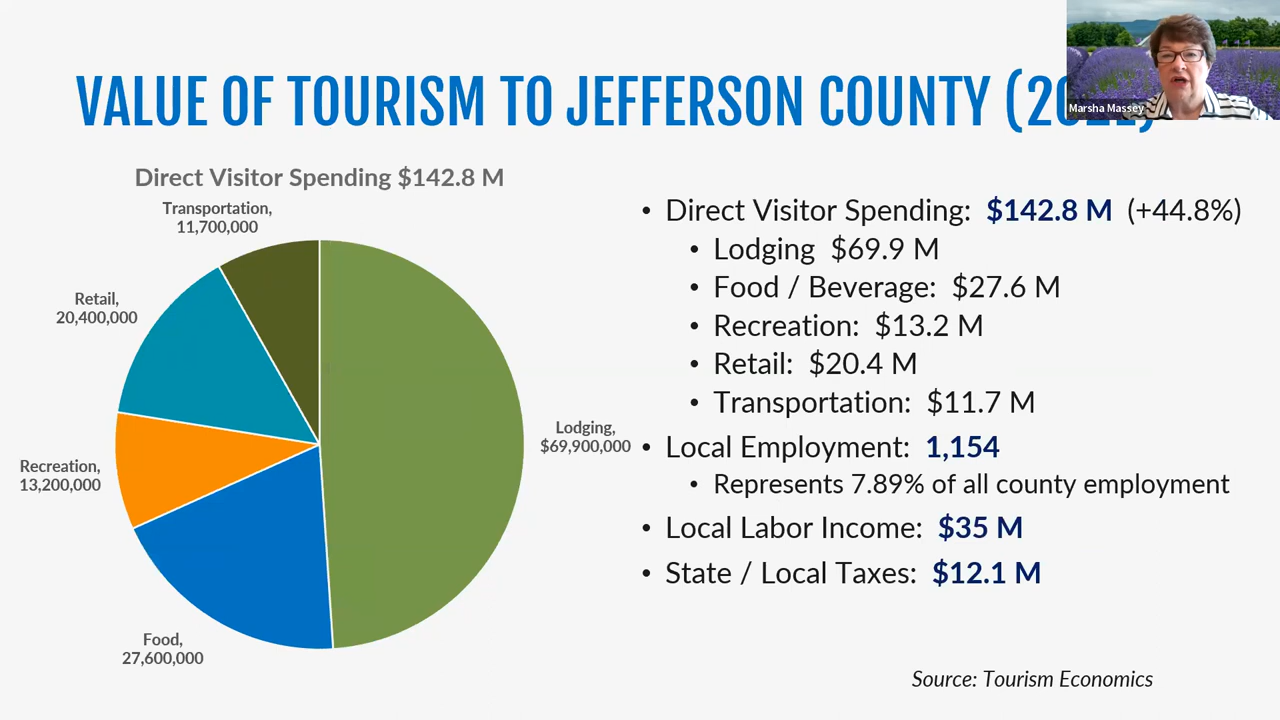 VALUE OF TOURISM TO JEFFERSON COUNTY
Marsha Massey
Direct Visitor Spending $142.8 M
Transportation,
11,700,000
Retail,
20,400,000
Recreation,
13,200,000
Food,
27,600,000
Lodging,
$69,900,000
• Direct Visitor Spending: $142.8 M (+44.8%)
• Lodging $69.9 M
• Food / Beverage: $27.6 M
• Recreation: $13.2 M
• Retail: $20.4 M
• Transportation: $11.7 M
• Local Employment: 1,154
• Represents 7.89% of all county employment
• Local Labor Income: $35 M
• State / Local Taxes: $12.1 M
Source: Tourism Economics